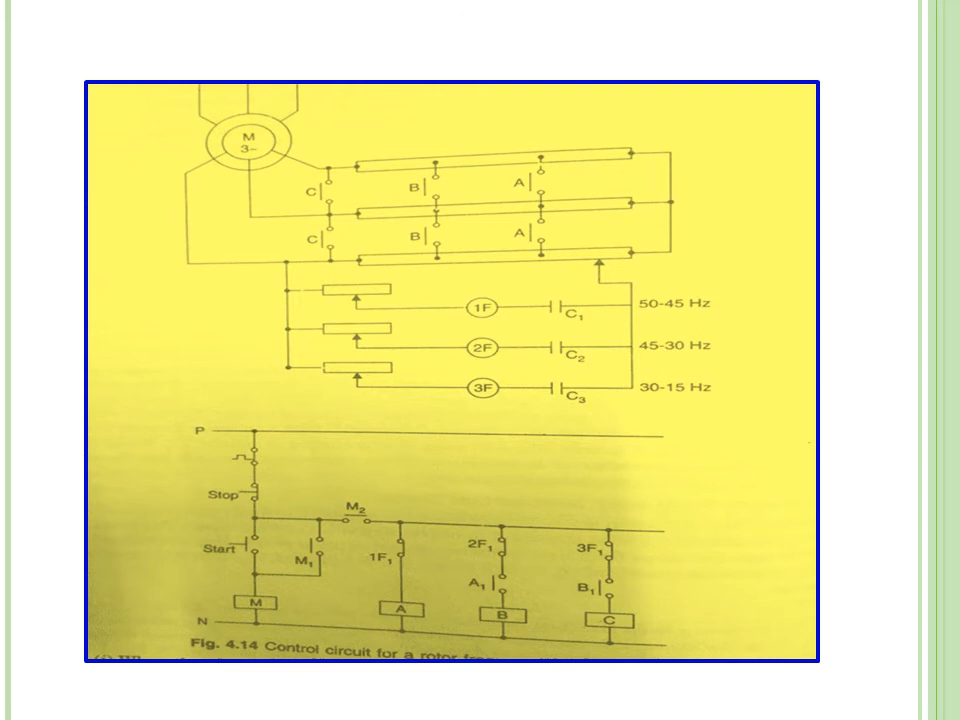 M
3~
C
B
A
C
B
A
1F
C1
50-45 Hz
2F
C2
45-30 Hz
3F
C3
30-15 Hz
P
Stop
M2
Start
M1
1F1
2F1
3F1
A1
B1
M
A
B
C
N
Fig. 4.14 Control circuit for a rotor